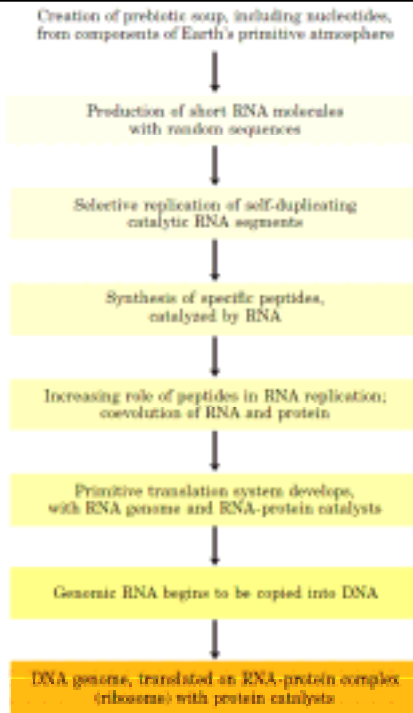 Creation of prebiotic soup, including nucleotides,
from components of Earth's primitive atmosphere
Production of short RNA molecules
with random sequences
Selective replication of self-duplicating
catalytic RNA segments
Synthesis of specific peptides,
catalyzed by RNA
Increasing role of peptides in RNA replication;
coevolution of RNA and protein
Primitive translation system develops,
with RNA genome and RNA-protein catalysts
Genomic RNA begins to be copied into DNA
DNA genome, translated on RNA-protein complex
(ribosome) with protein catalysts